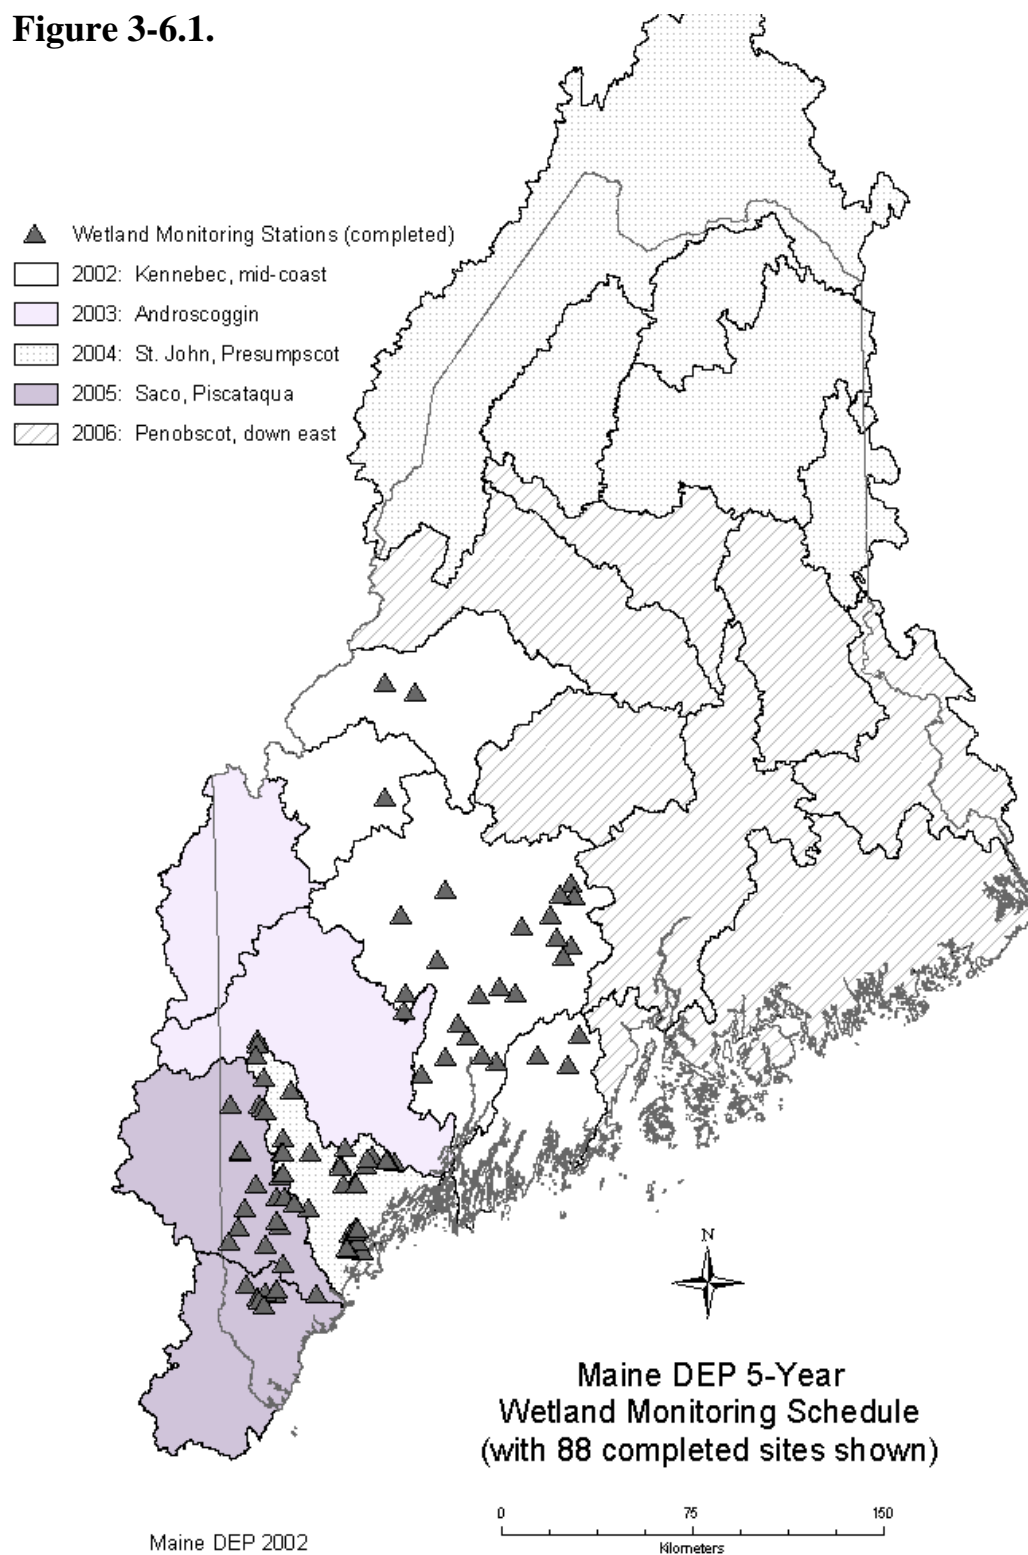 Figure 3-6.1.
Wetland Monitoring Stations (completed)
2002: Kennebec, mid-coast
2003: Androscoggin
2004: St. John, Presumpscot
2005: Saco, Piscataqua
2006: Penobscot, down east
N
Maine DEP 5-Year
Wetland Monitoring Schedule
(with 88 completed sites shown)
0 75 150
Kilometers
Maine DEP 2002